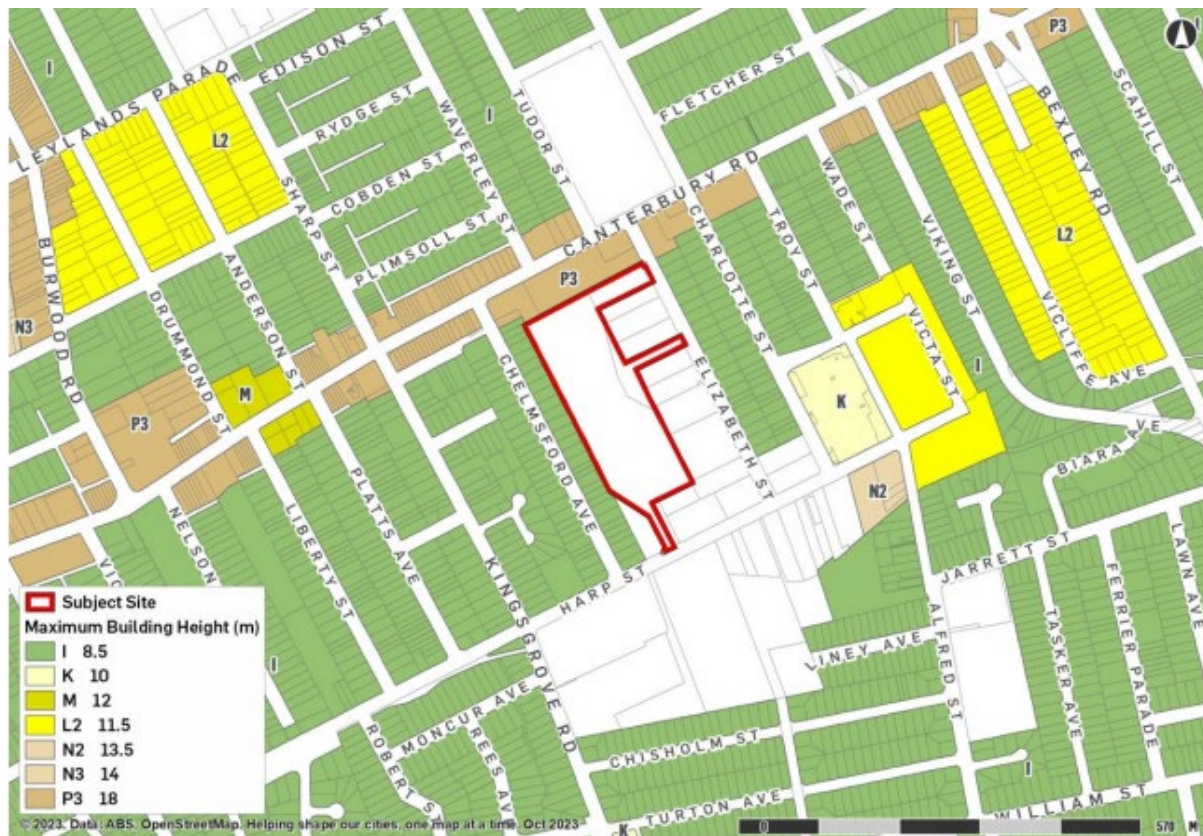 P3
I
EDISON ST
LEYLANDS PARADE
L2
RYDGE ST
WAVERLEY ST
TUDOR ST
I
FLETCHER ST
BEXLEY RD
SCAHILL ST
COBDEN ST
SHARP ST
PLIMSOLL ST
CANTERBURY RD
WADE ST
TROY ST
CHARLOTTE ST
VIKING ST
L2
BURWOOD RD
N3
DRUMMOND ST
ANDERSON ST
P3
VICLIFFE AVE
VICTA ST
I
M
CHELMSFORD AVE
ELIZABETH ST
K
P3
AVE
BIARA AVE
N2
NELSON
LIBERTY ST
PLATTS AVE
KINGSGROVE RD
HARP ST
JARRETT ST
LAWN AVE
ALFRED ST
TASKER AVE
FERRIER PARADE
LINEY AVE
I
MONCUR AVE
ROBERT S
REES AV
CHISHOLM ST
I
TURTON AVE
WILLIAM ST
K
Subject Site
Maximum Building Height (m)
I 8.5
K 10
M 12
L2 11.5
N2 13.5
N3 14
P3 18
© 2023. Data: ABS, OpenStreetMap. Helping shape our cities, one map at a time. Oct 2023
0 570 M